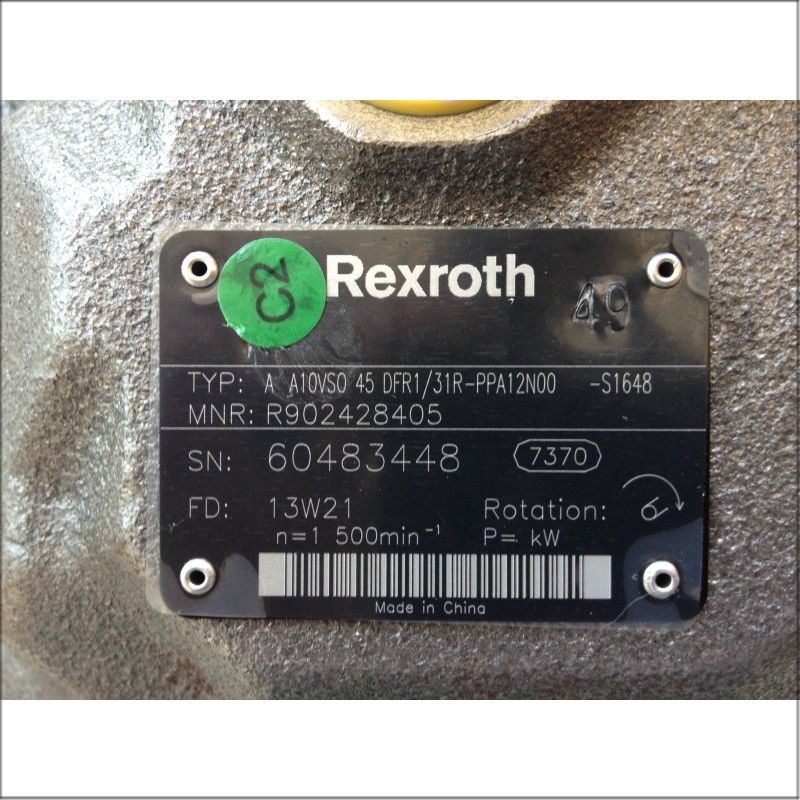 C2
Rexroth
49
TYP: A A10VSO 45 DFR1/31R-PPA12N00 -S1648
MNR: R902428405
SN: 60483448 7370
FD: 13W21 Rotation:
n=1 500min⁻¹ P= kW
Made in China